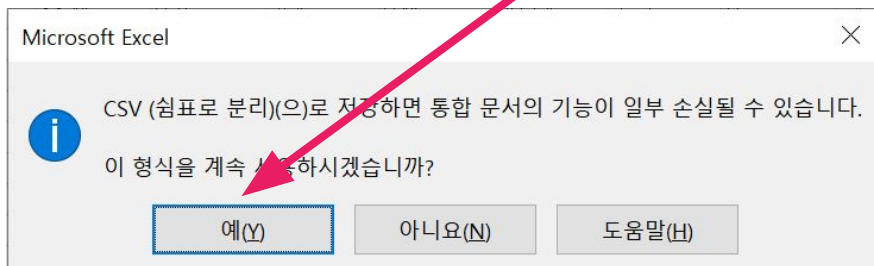 Microsoft Excel
CSV (쉼표로 분리)(으)로 저장하면 통합 문서의 기능이 일부 손실될 수 있습니다.
이 형식을 계속 사용하시겠습니까?
예(Y) 아니요(N) 도움말(H)